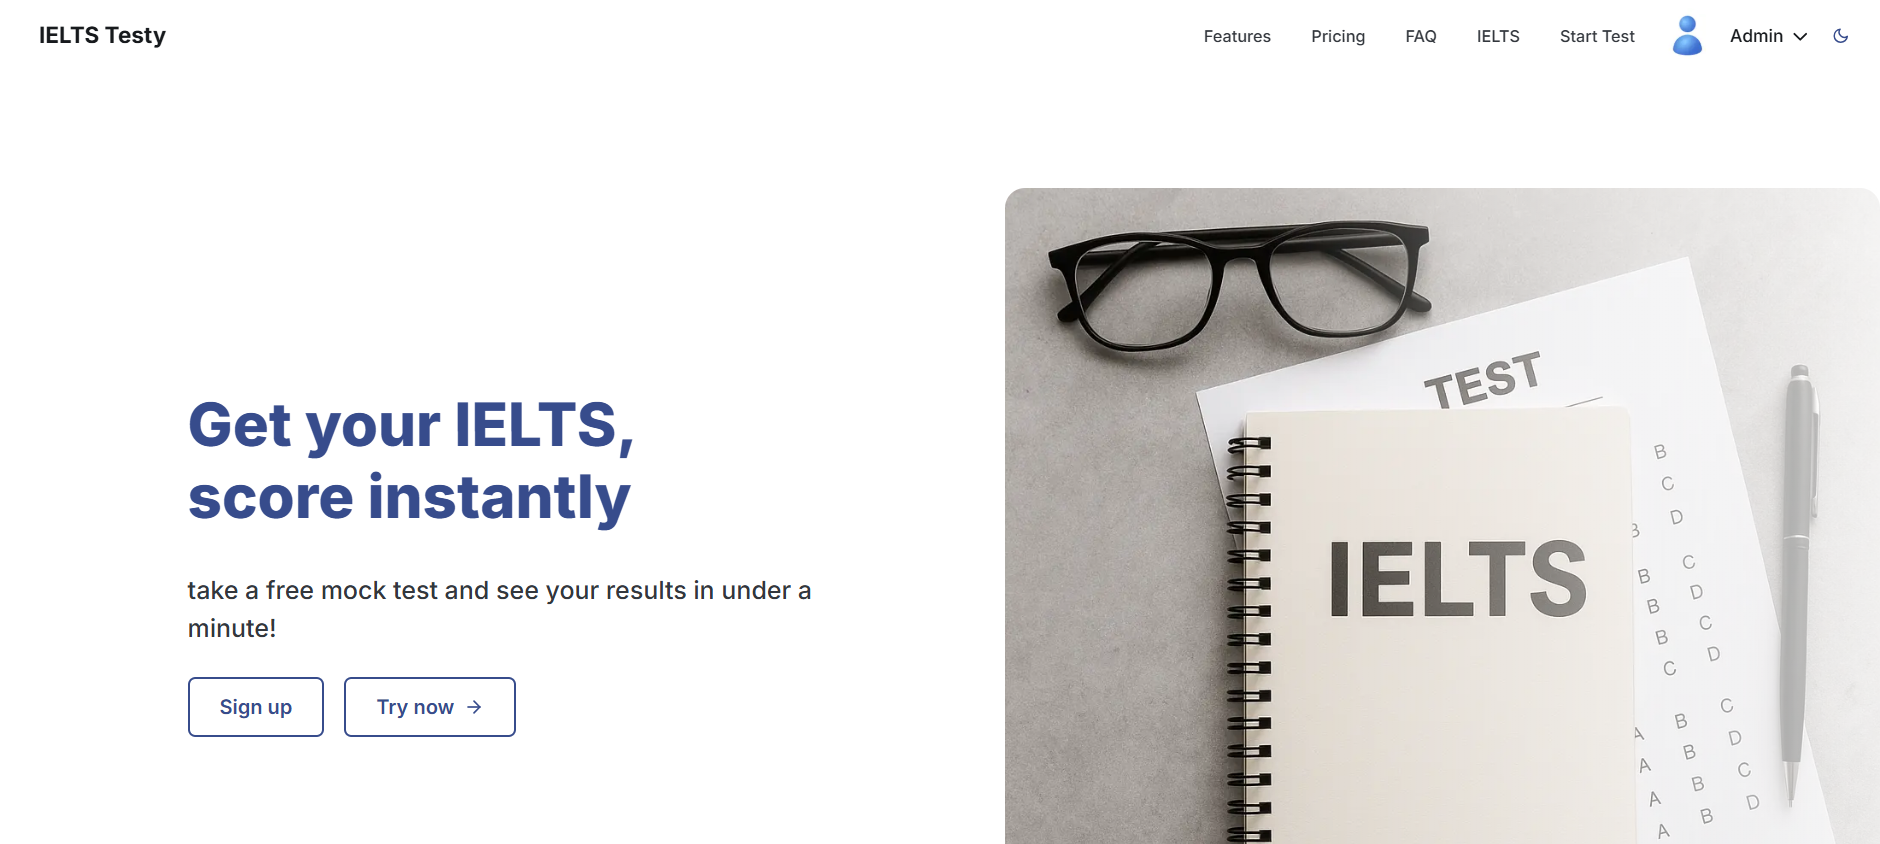 IELTS Testy
Features
Pricing
FAQ
IELTS
Start Test
Admin
Get your IELTS,
score instantly
take a free mock test and see your results in under a
minute!
Sign up
Try now
TEST
IELTS
B
C
B D
B C
B D
B C
C D
A B C
A B D
A B C
A B D